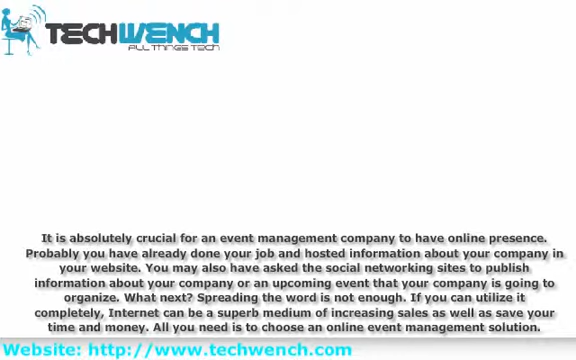 TECHWENCH
ALL THINGS TECH
It is absolutely crucial for an event management company to have online presence.
Probably you have already done your job and hosted information about your company in
your website. You may also have asked the social networking sites to publish
information about your company or an upcoming event that your company is going to
organize. What next? Spreading the word is not enough. If you can utilize it
completely, Internet can be a superb medium of increasing sales as well as save your
time and money. All you need is to choose an online event management solution.
Website: http://www.techwench.com